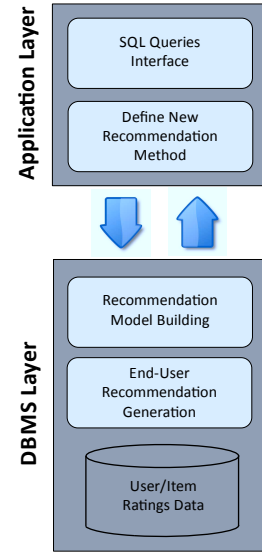 Application Layer
SQL Queries
Interface
Define New
Recommendation
Method
DBMS Layer
Recommendation
Model Building
End-User
Recommendation
Generation
User/Item
Ratings Data